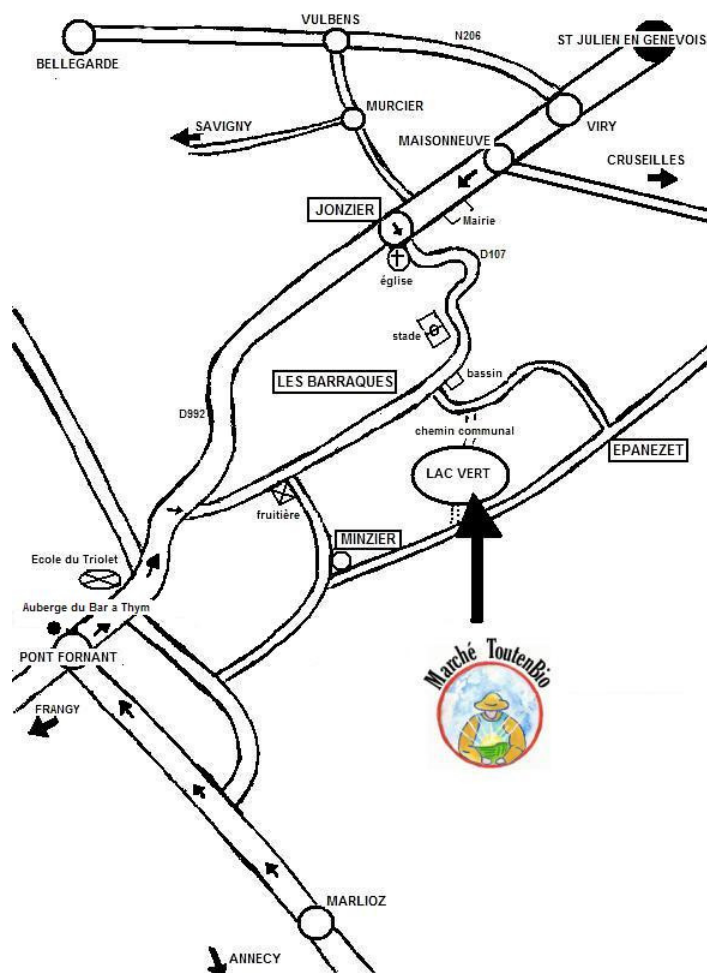 VULBENS
N206
ST JULIEN EN GENEVOIS
BELLEGARDE
MURCIER
SAVIGNY
VIRY
MAISONNEUVE
CRUSEILLES
JONZIER
Mairie
D107
église
stade
LES BARRAQUES
bassin
D992
chemin communal
EPANEZET
LAC VERT
fruitière
MINZIER
Ecole du Triolet
Auberge du Bar a Thym
PONT FORNANT
Marché ToutenBio
FRANGY
MARLIOZ
ANNECY